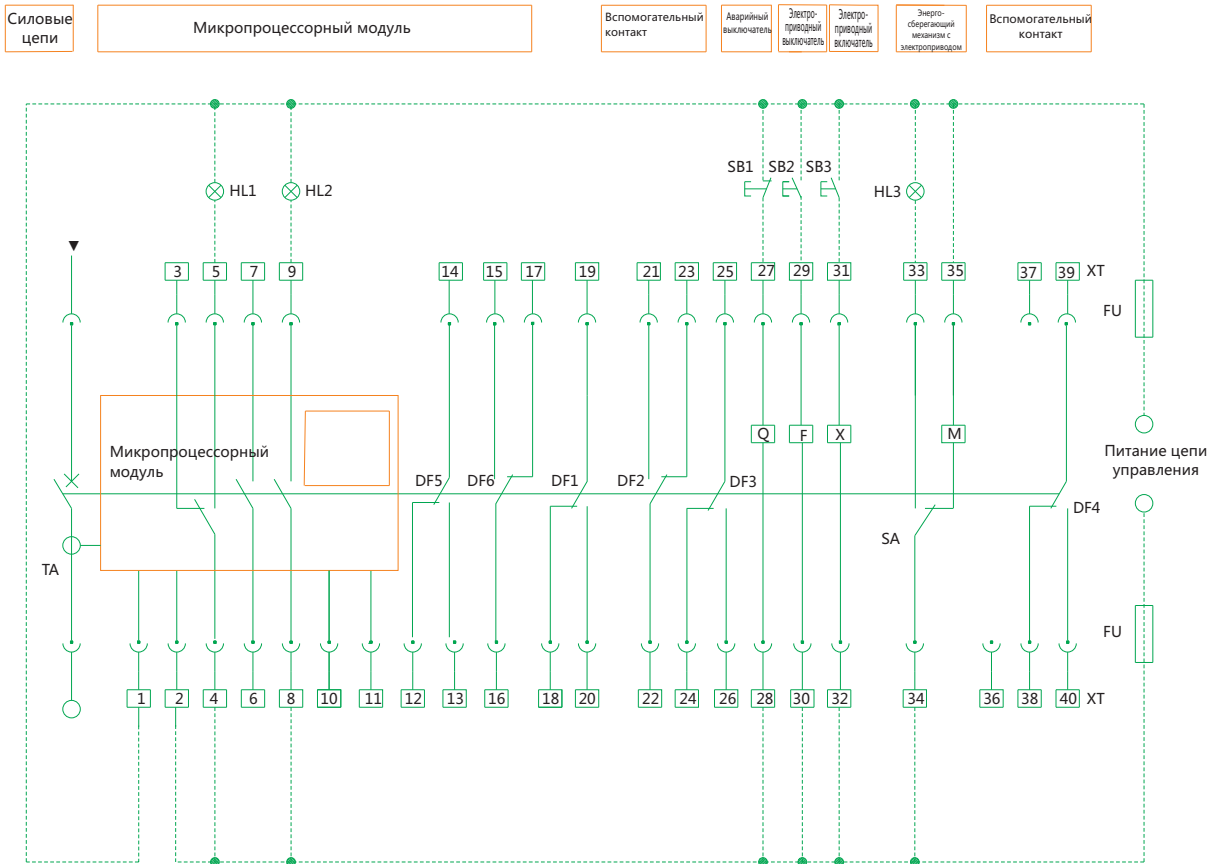 Силовые
цепи
Микропроцессорный модуль
Вспомогательный
контакт
Аварийный
выключатель
Электро-
приводный
выключатель
Электро-
приводный
включатель
Энерго-
сберегающий
механизм с
электроприводом
Вспомогательный
контакт
SB1 SB2 SB3
HL1 HL2 HL3
3 5 7 9 14 15 17 19 21 23 25 27 29 31 33 35 37 39 XT
FU
Q F X M
Микропроцессорный
модуль
Питание цепи
управления
DF5 DF6 DF1 DF2 DF3
DF4
SA
TA
FU
1 2 4 6 8 10 11 12 13 16 18 20 22 24 26 28 30 32 34 36 38 40 XT